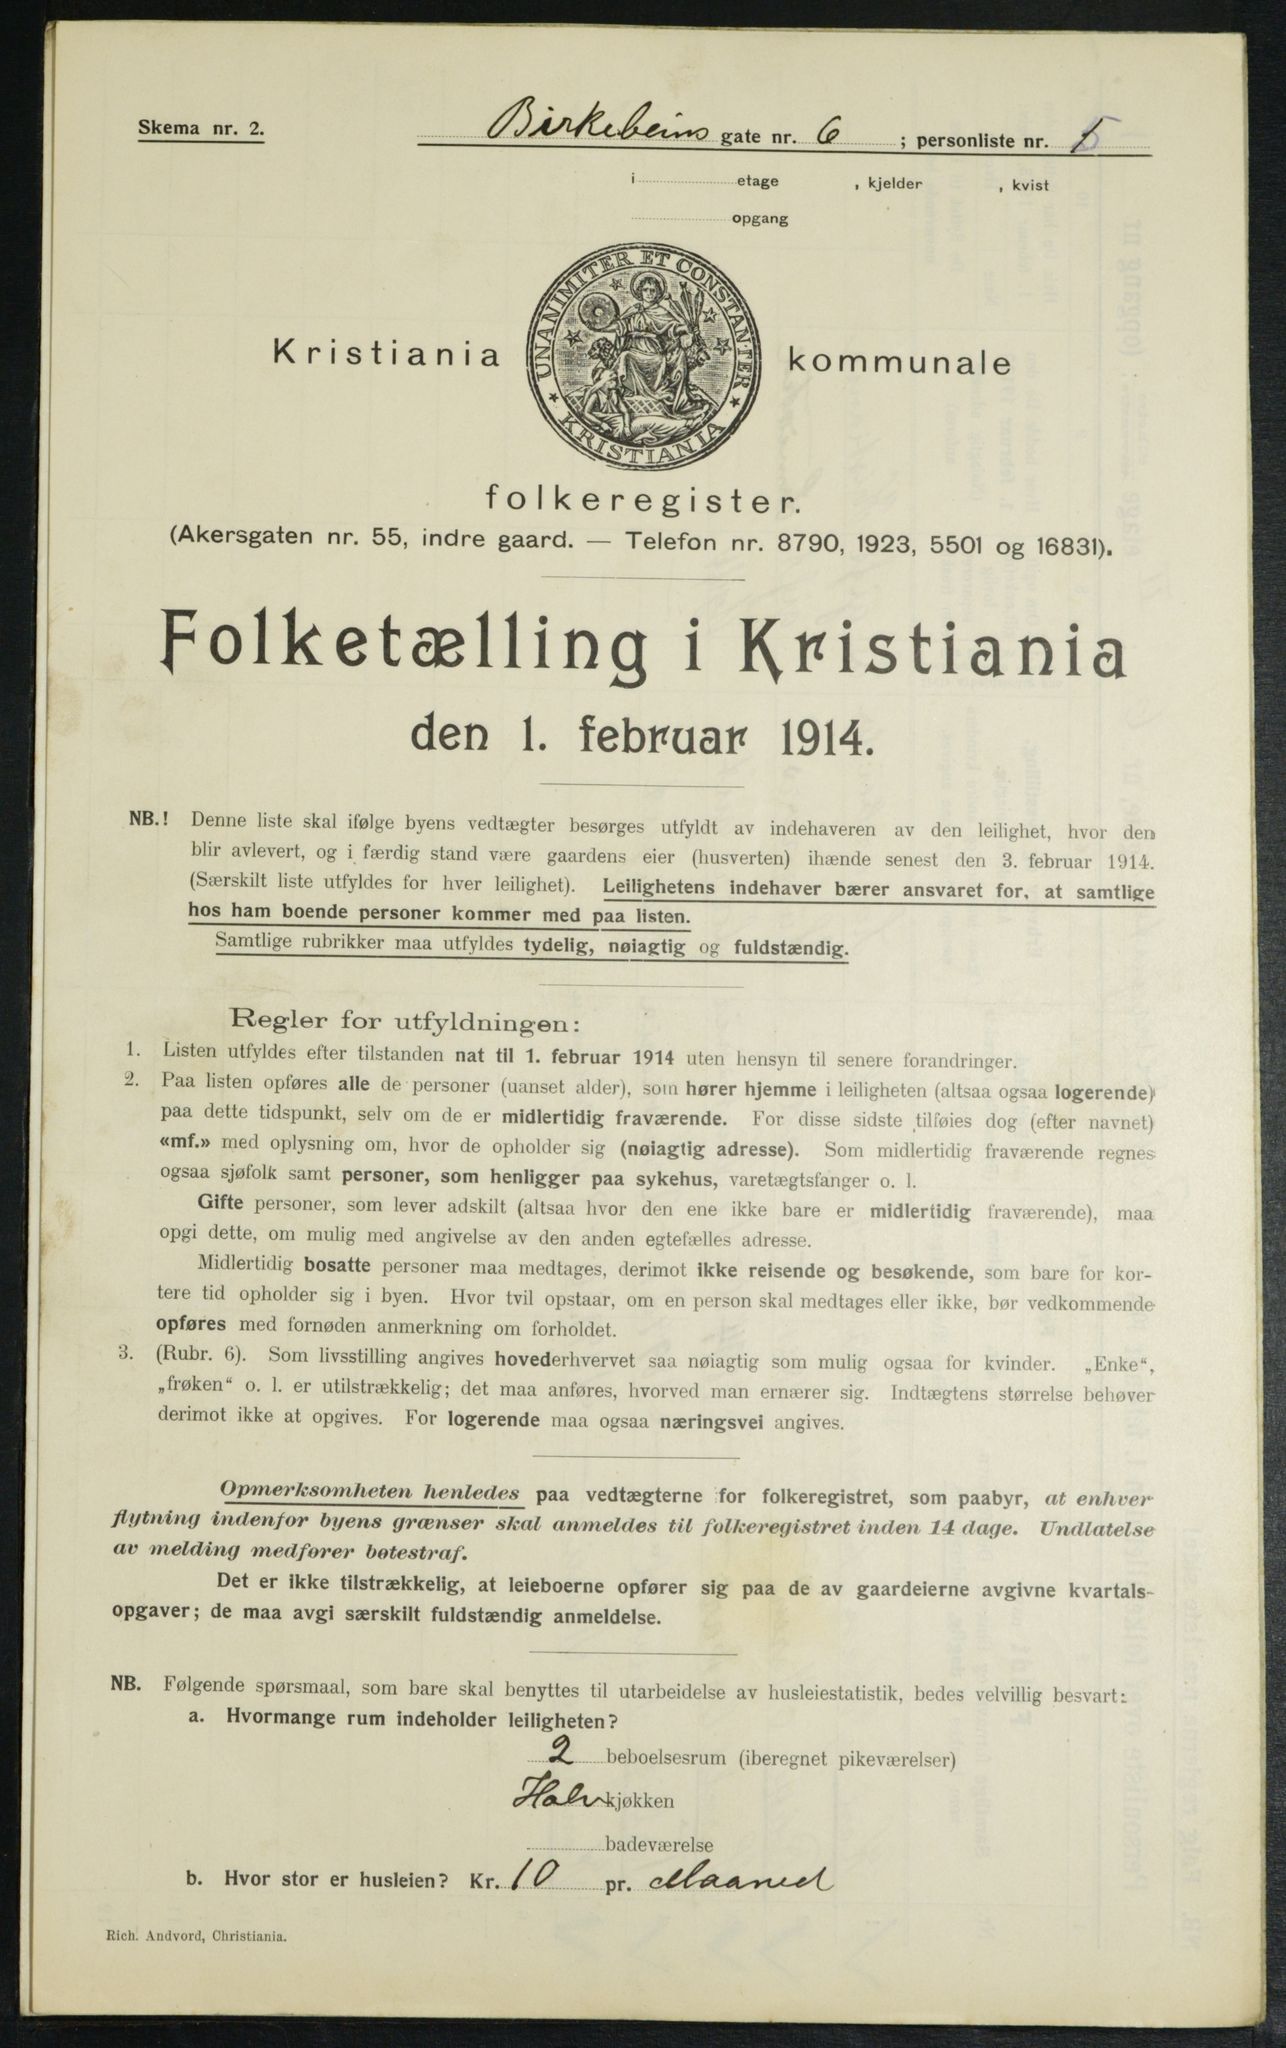 Skema nr. 2.
Birkebeins gate nr. 6 ; personliste nr.
i etage , kjelder , kvist
opgang
UNANIMITER ET CONSTANTER
KRISTIANIA
Kristiania kommunale
folkeregister.
(Akersgaten nr. 55, indre gaard. — Telefon nr. 8790, 1923, 5501 og 16831).
Folketælling i Kristiania
den 1. februar 1914.
NB.! Denne liste skal ifølge byens vedtægter besørges utfyldt av indehaveren av den leilighet, hvor den
blir avlevert, og i færdig stand være gaardens eier (husverten) ihænde senest den 3. februar 1914.
(Særskilt liste utfyldes for hver leilighet). Leilighetens indehaver bærer ansvaret for, at samtlige
hos ham boende personer kommer med paa listen.
Samtlige rubrikker maa utfyldes tydelig, nøiagtig og fuldstændig.
Regler for utfyldningen:
1. Listen utfyldes efter tilstanden nat til 1. februar 1914 uten hensyn til senere forandringer.
2. Paa listen opføres alle de personer (uanset alder), som hører hjemme i leiligheten (altsaa ogsaa logerende)
paa dette tidspunkt, selv om de er midlertidig fraværende. For disse sidste tilføies dog (efter navnet)
«mf.» med oplysning om, hvor de opholder sig (nøiagtig adresse). Som midlertidig fraværende regnes
ogsaa sjøfolk samt personer, som henligger paa sykehus, varetægtsfanger o. l.
Gifte personer, som lever adskilt (altsaa hvor den ene ikke bare er midlertidig fraværende), maa
opgi dette, om mulig med angivelse av den anden egtefælles adresse.
Midlertidig bosatte personer maa medtages, derimot ikke reisende og besøkende, som bare for kor-
tere tid opholder sig i byen. Hvor tvil opstaar, om en person skal medtages eller ikke, bør vedkommende
opføres med fornøden anmerkning om forholdet.
3. (Rubr. 6). Som livsstilling angives hovederhvervet saa nøiagtig som mulig ogsaa for kvinder. „Enke“,
„frøken“ o. l. er utilstrækkelig; det maa anføres, hvorved man ernærer sig. Indtægtens størrelse behøver
derimot ikke at opgives. For logerende maa ogsaa næringsvei angives.
Opmerksomheten henledes paa vedtægterne for folkeregistret, som paabyr, at enhver
flytning indenfor byens grænser skal anmeldes til folkeregistret inden 14 dage. Undlatelse
av melding medfører bøtestraf.
Det er ikke tilstrækkelig, at leieboerne opfører sig paa de av gaardeierne avgivne kvartals-
opgaver; de maa avgi særskilt fuldstændig anmeldelse.
NB. Følgende spørsmaal, som bare skal benyttes til utarbeidelse av husleiestatistik, bedes velvillig besvart:
a. Hvormange rum indeholder leiligheten?
2 beboelsesrum (iberegnet pikeværelser)
Halv kjøkken
badeværelse
b. Hvor stor er husleien? Kr. 10 pr. Maaned
Rich. Andvord, Christiania.